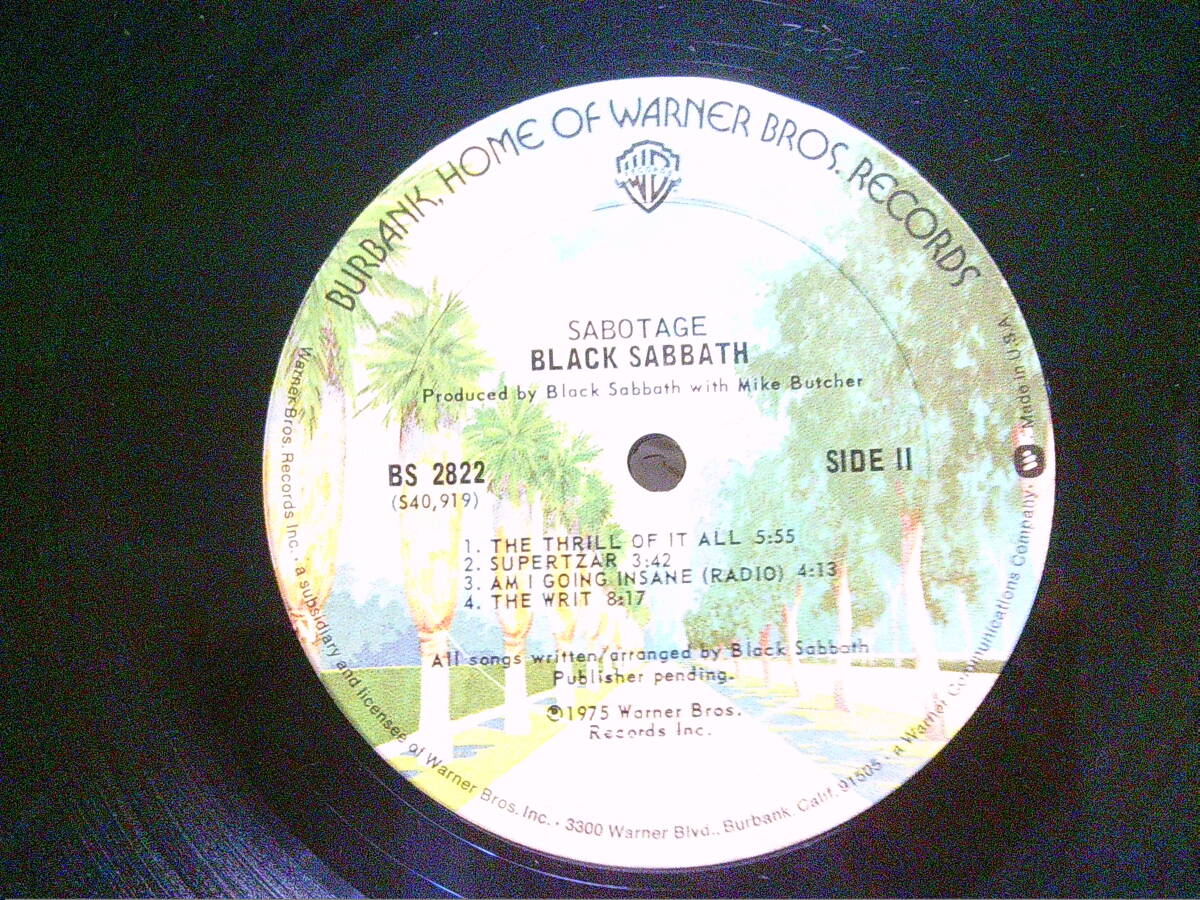 BURBANK, HOME OF WARNER BROS. RECORDS
WB
RECORDS
SABOTAGE
BLACK SABBATH
Produced by Black Sabbath with Mike Butcher
BS 2822
(S40,919)
SIDE II
1. THE THRILL OF IT ALL 5:55
2. SUPERTZAR 3:42
3. AM I GOING INSANE (RADIO) 4:13
4. THE WRIT 8:17
All songs written/arranged by Black Sabbath
Publisher pending.
℗1975 Warner Bros.
Records Inc.
Warner Bros. Records Inc. • a subsidiary and licensee of Warner Bros. Inc. • 3300 Warner Blvd., Burbank, Calif. 91505 • a Warner Communications Company. Made in U.S.A.